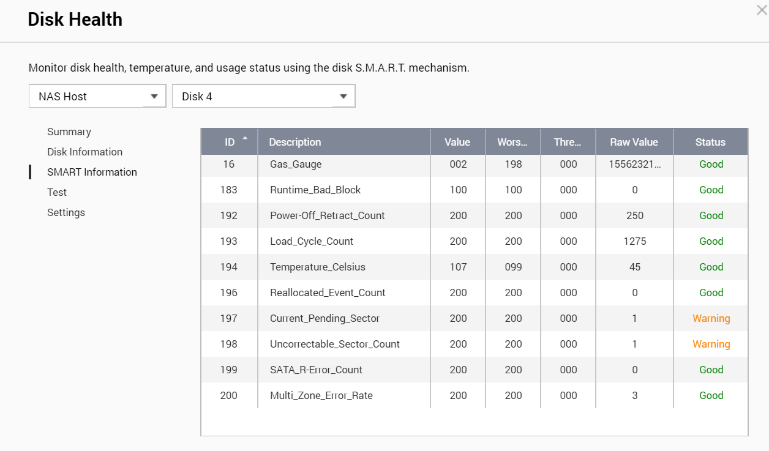 Disk Health
Monitor disk health, temperature, and usage status using the disk S.M.A.R.T. mechanism.
NAS Host Disk 4
Summary
Disk Information
SMART Information
Test
Settings
ID Description Value Wors... Thre... Raw Value Status
16 Gas_Gauge 002 198 000 15562321... Good
183 Runtime_Bad_Block 100 100 000 0 Good
192 Power-Off_Retract_Count 200 200 000 250 Good
193 Load_Cycle_Count 200 200 000 1275 Good
194 Temperature_Celsius 107 099 000 45 Good
196 Reallocated_Event_Count 200 200 000 0 Good
197 Current_Pending_Sector 200 200 000 1 Warning
198 Uncorrectable_Sector_Count 200 200 000 1 Warning
199 SATA_R-Error_Count 200 200 000 0 Good
200 Multi_Zone_Error_Rate 200 200 000 3 Good